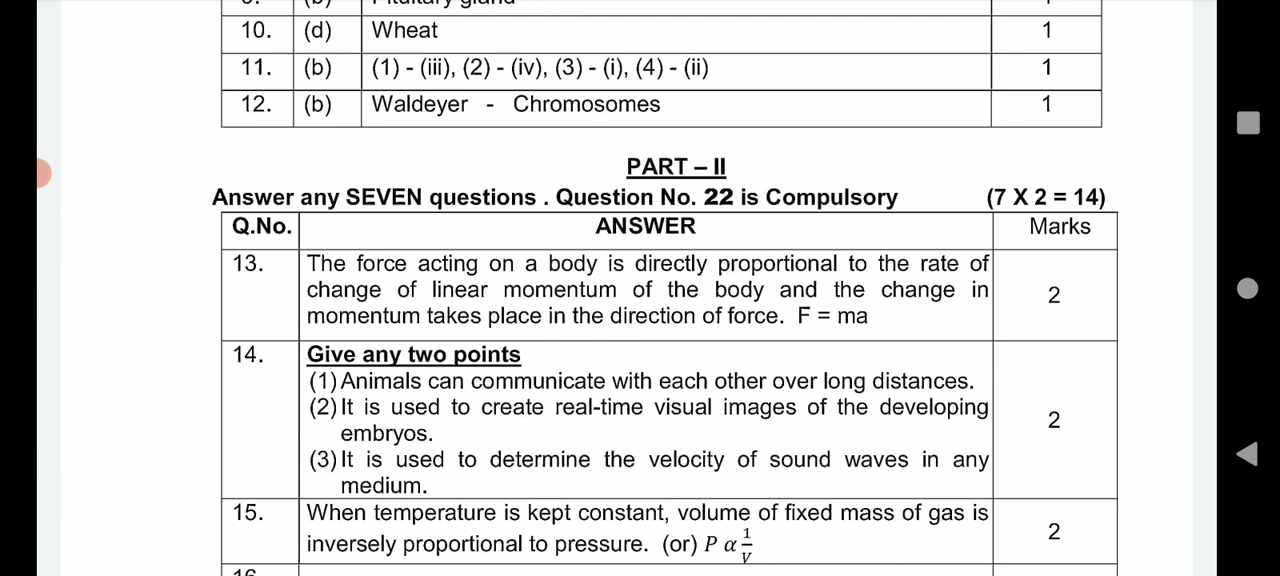 9. (b) Pituitary gland 1
10. (d) Wheat 1
11. (b) (1) - (iii), (2) - (iv), (3) - (i), (4) - (ii) 1
12. (b) Waldeyer - Chromosomes 1
PART – II
Answer any SEVEN questions . Question No. 22 is Compulsory (7 X 2 = 14)
Q.No. ANSWER Marks
13. The force acting on a body is directly proportional to the rate of
change of linear momentum of the body and the change in
momentum takes place in the direction of force. F = ma
2
14. Give any two points
(1) Animals can communicate with each other over long distances.
(2) It is used to create real-time visual images of the developing
embryos.
(3) It is used to determine the velocity of sound waves in any
medium.
2
15. When temperature is kept constant, volume of fixed mass of gas is
inversely proportional to pressure. (or) P α 1/V
2
16.